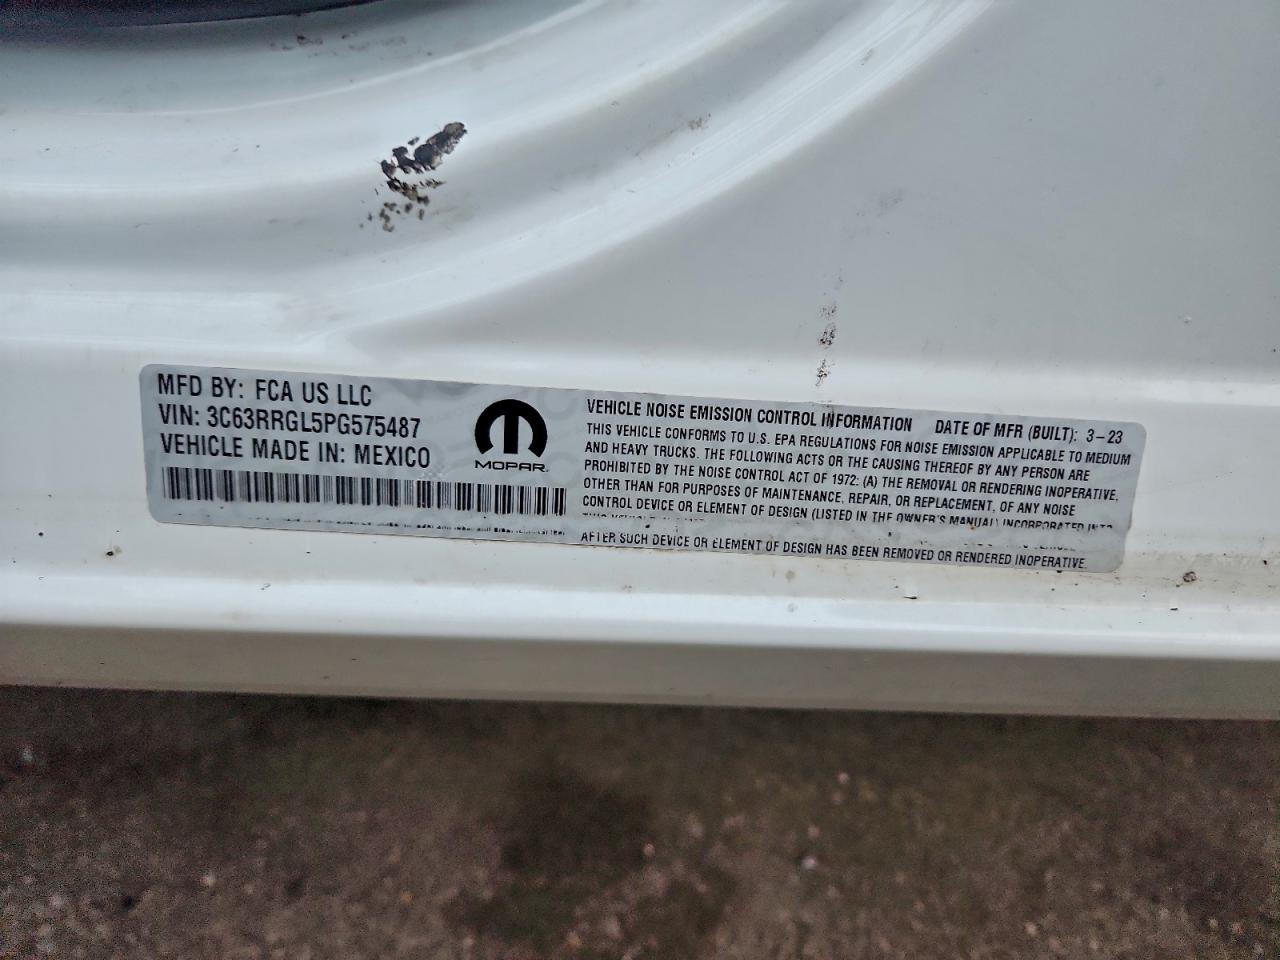 MFD BY: FCA US LLC
VIN: 3C63RRGL5PG575487
VEHICLE MADE IN: MEXICO
MOPAR
VEHICLE NOISE EMISSION CONTROL INFORMATION DATE OF MFR (BUILT): 3-23
THIS VEHICLE CONFORMS TO U.S. EPA REGULATIONS FOR NOISE EMISSION APPLICABLE TO MEDIUM
AND HEAVY TRUCKS. THE FOLLOWING ACTS OR THE CAUSING THEREOF BY ANY PERSON ARE
PROHIBITED BY THE NOISE CONTROL ACT OF 1972: (A) THE REMOVAL OR RENDERING INOPERATIVE,
OTHER THAN FOR PURPOSES OF MAINTENANCE, REPAIR, OR REPLACEMENT, OF ANY NOISE
CONTROL DEVICE OR ELEMENT OF DESIGN (LISTED IN THE OWNER'S MANUAL) INCORPORATED INTO
AFTER SUCH DEVICE OR ELEMENT OF DESIGN HAS BEEN REMOVED OR RENDERED INOPERATIVE.